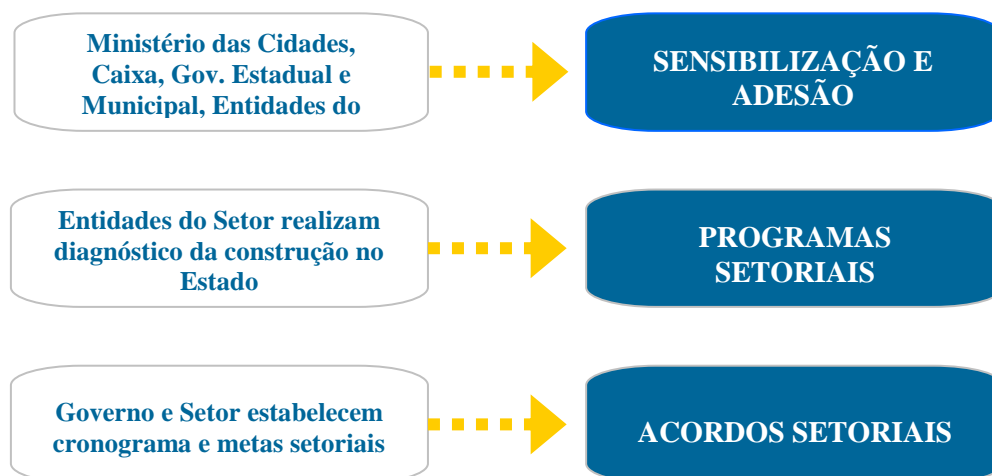 Ministério das Cidades,
Caixa, Gov. Estadual e
Municipal, Entidades do
SENSIBILIZAÇÃO E
ADESÃO
Entidades do Setor realizam
diagnóstico da construção no
Estado
PROGRAMAS
SETORIAIS
Governo e Setor estabelecem
cronograma e metas setoriais
ACORDOS SETORIAIS